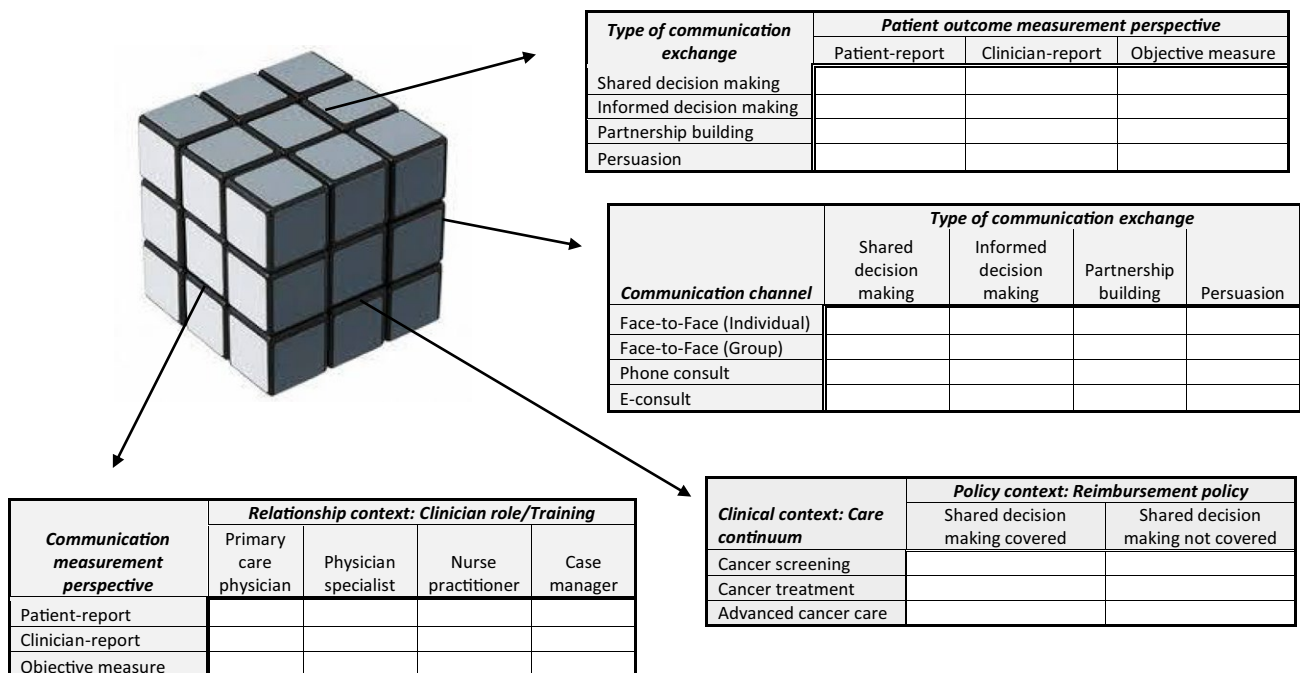 Type of communication exchange
Patient outcome measurement perspective
Patient-report Clinician-report Objective measure
Shared decision making
Informed decision making
Partnership building
Persuasion
Type of communication exchange
Communication channel
Shared decision making
Informed decision making
Partnership building
Persuasion
Face-to-Face (Individual)
Face-to-Face (Group)
Phone consult
E-consult
Communication measurement perspective
Relationship context: Clinician role/Training
Primary care physician
Physician specialist
Nurse practitioner
Case manager
Patient-report
Clinician-report
Objective measure
Clinical context: Care continuum
Policy context: Reimbursement policy
Shared decision making covered
Shared decision making not covered
Cancer screening
Cancer treatment
Advanced cancer care